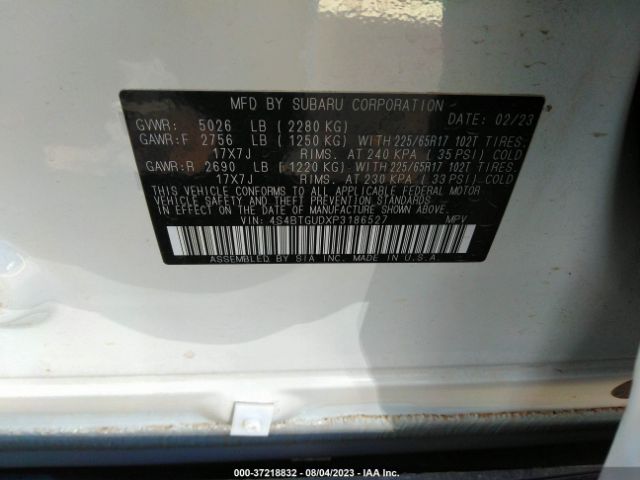 MFD BY SUBARU CORPORATION DATE: 02/23
GVWR: 5026 LB (2280 KG)
GAWR:F 2756 LB (1250 KG) WITH 225/65R17 102T TIRES.
17X7J RIMS. AT 240 KPA (35 PSI) COLD
GAWR:R 2690 LB (1220 KG) WITH 225/65R17 102T TIRES.
17X7J RIMS. AT 230 KPA (33 PSI) COLD
THIS VEHICLE CONFORMS TO ALL APPLICABLE FEDERAL MOTOR
VEHICLE SAFETY AND THEFT PREVENTION STANDARDS IN
EFFECT ON THE DATE OF MANUFACTURE SHOWN ABOVE.
VIN: 4S4BTGUDXP3186527 MPV
ASSEMBLED BY SIA INC. MADE IN U.S.A
000-37218832 - 08/04/2023 - IAA Inc.